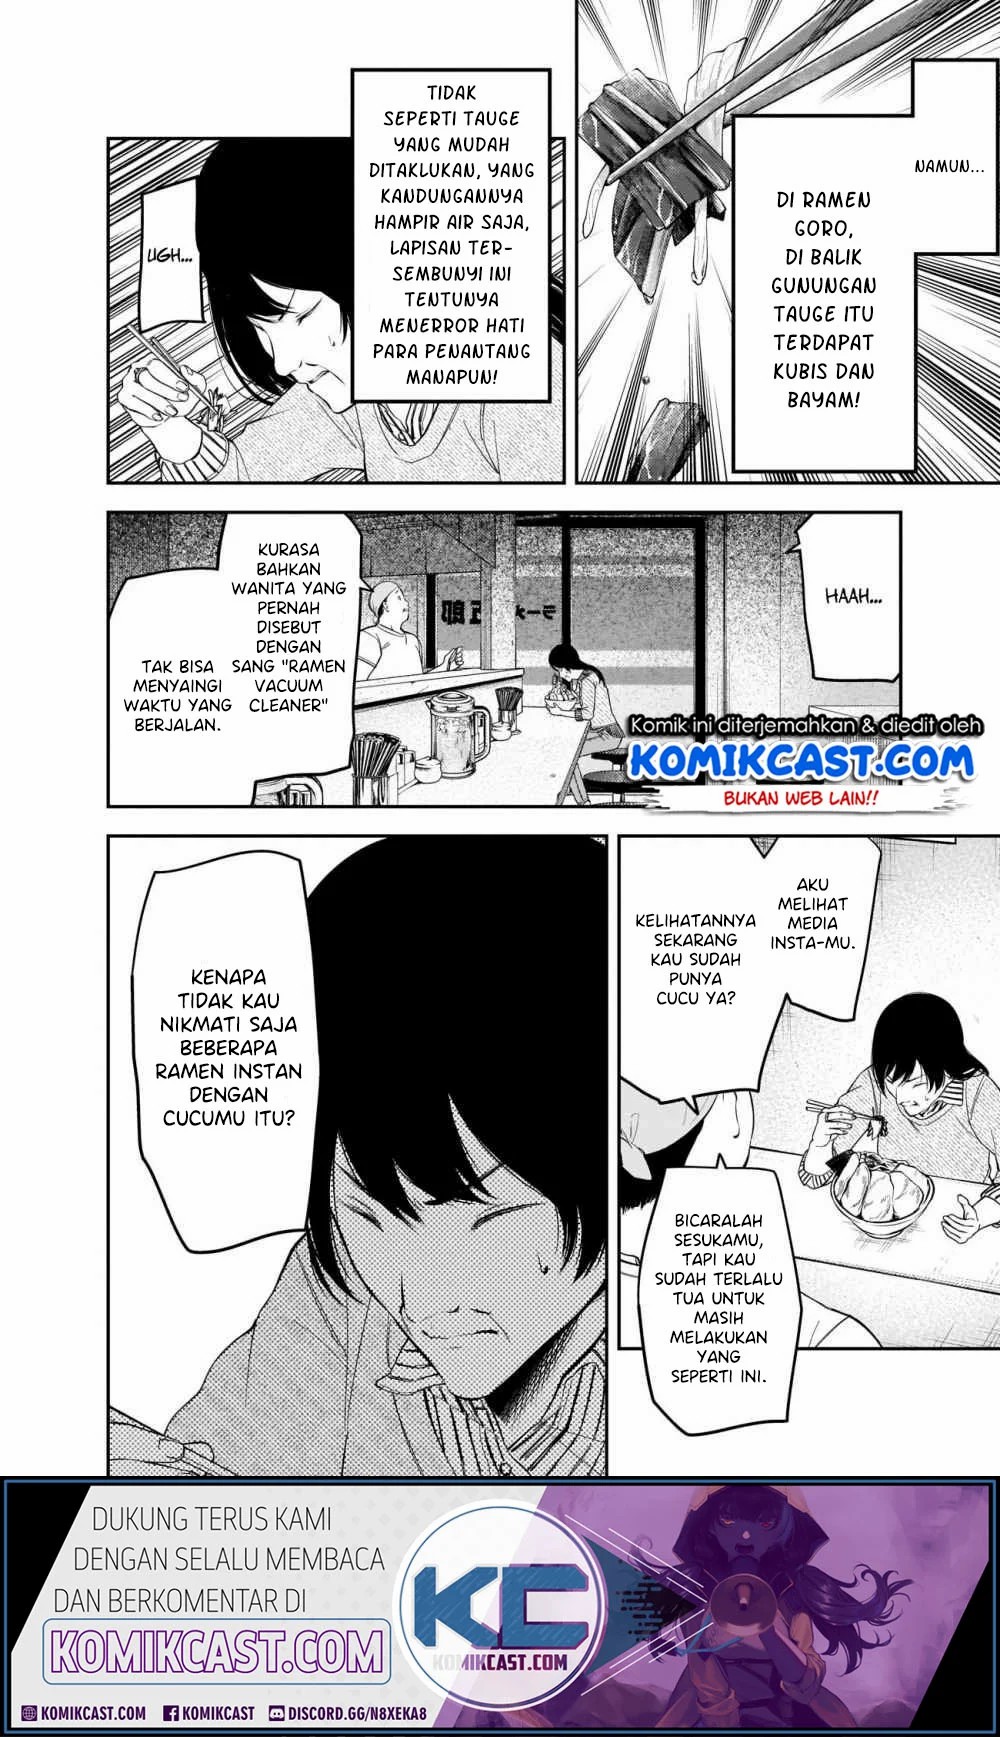 NAMUN...
DI RAMEN
GORO,
DI BALIK
GUNUNGAN
TAUGE ITU
TERDAPAT
KUBIS DAN
BAYAM!
TIDAK
SEPERTI TAUGE
YANG MUDAH
DITAKLUKAN, YANG
KANDUNGANNYA
HAMPIR AIR SAJA,
LAPISAN TER-
SEMBUNYI INI
TENTUNYA
MENERROR HATI
PARA PENANTANG
MANAPUN!
UGH...
HAAH...
KURASA
BAHKAN
WANITA YANG
PERNAH
DISEBUT
DENGAN
SANG "RAMEN
VACUUM
CLEANER"
TAK BISA
MENYAINGI
WAKTU YANG
BERJALAN.
Komik ini diterjemahkan & diedit oleh
KOMIKCAST.COM
BUKAN WEB LAIN!!
AKU
MELIHAT
MEDIA
INSTA-MU.
KELIHATANNYA
SEKARANG
KAU SUDAH
PUNYA
CUCU YA?
BICARALAH
SESUKAMU,
TAPI KAU
SUDAH TERLALU
TUA UNTUK
MASIH
MELAKUKAN
YANG
SEPERTI INI.
KENAPA
TIDAK KAU
NIKMATI SAJA
BEBERAPA
RAMEN INSTAN
DENGAN
CUCUMU ITU?
DUKUNG TERUS KAMI
DENGAN SELALU MEMBACA
DAN BERKOMENTAR DI
KOMIKCAST.COM
KC
KOMIKCAST.COM
KOMIKCAST.COM KOMIKCAST DISCORD.GG/N8XEKA8